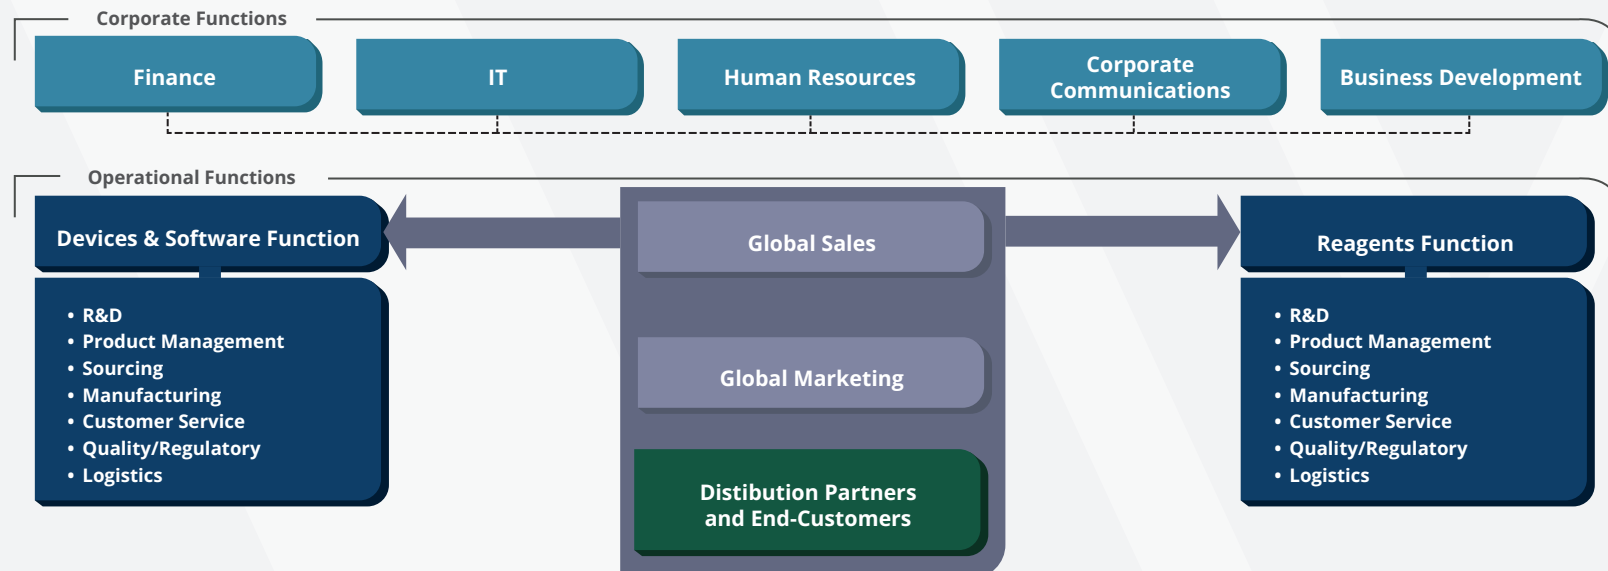 Corporate Functions
Finance
IT
Human Resources
Corporate
Communications
Business Development
Operational Functions
Devices & Software Function
• R&D
• Product Management
• Sourcing
• Manufacturing
• Customer Service
• Quality/Regulatory
• Logistics
Global Sales
Global Marketing
Distibution Partners
and End-Customers
Reagents Function
• R&D
• Product Management
• Sourcing
• Manufacturing
• Customer Service
• Quality/Regulatory
• Logistics